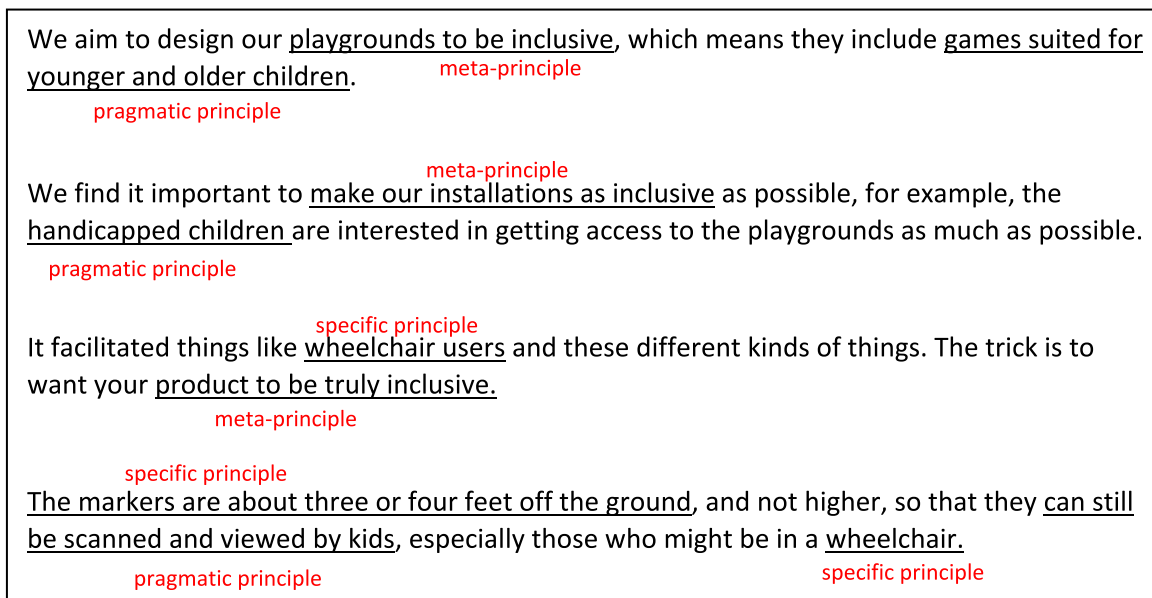 We aim to design our playgrounds to be inclusive, which means they include games suited for
meta-principle
younger and older children.
pragmatic principle
meta-principle
We find it important to make our installations as inclusive as possible, for example, the
handicapped children are interested in getting access to the playgrounds as much as possible.
pragmatic principle
specific principle
It facilitated things like wheelchair users and these different kinds of things. The trick is to
want your product to be truly inclusive.
meta-principle
specific principle
The markers are about three or four feet off the ground, and not higher, so that they can still
be scanned and viewed by kids, especially those who might be in a wheelchair.
pragmatic principle
specific principle